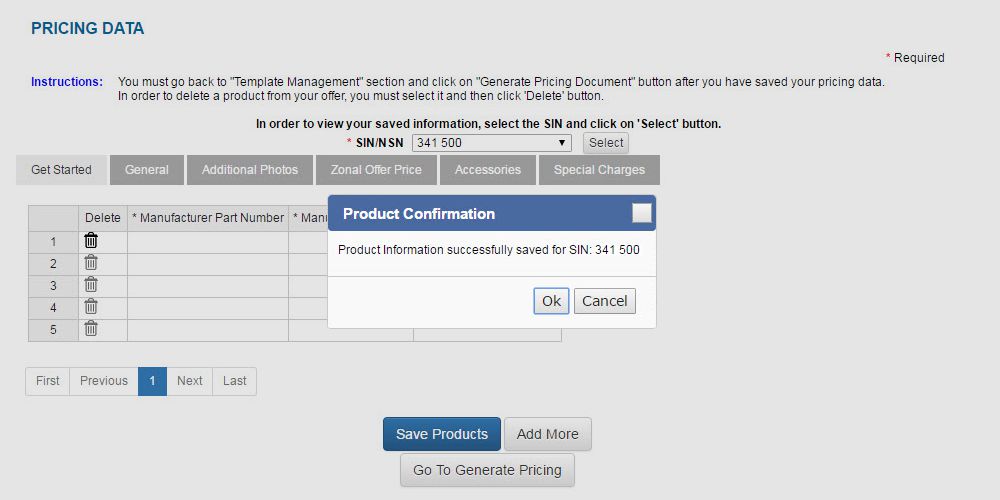 PRICING DATA
* Required
Instructions: You must go back to "Template Management" section and click on "Generate Pricing Document" button after you have saved your pricing data.
In order to delete a product from your offer, you must select it and then click 'Delete' button.
In order to view your saved information, select the SIN and click on 'Select' button.
* SIN/NSN 341 500 Select
Get Started General Additional Photos Zonal Offer Price Accessories Special Charges
Product Confirmation
Delete * Manufacturer Part Number * Man
Product Information successfully saved for SIN: 341 500
1
2
3
Ok Cancel
4
5
First Previous 1 Next Last
Save Products Add More
Go To Generate Pricing